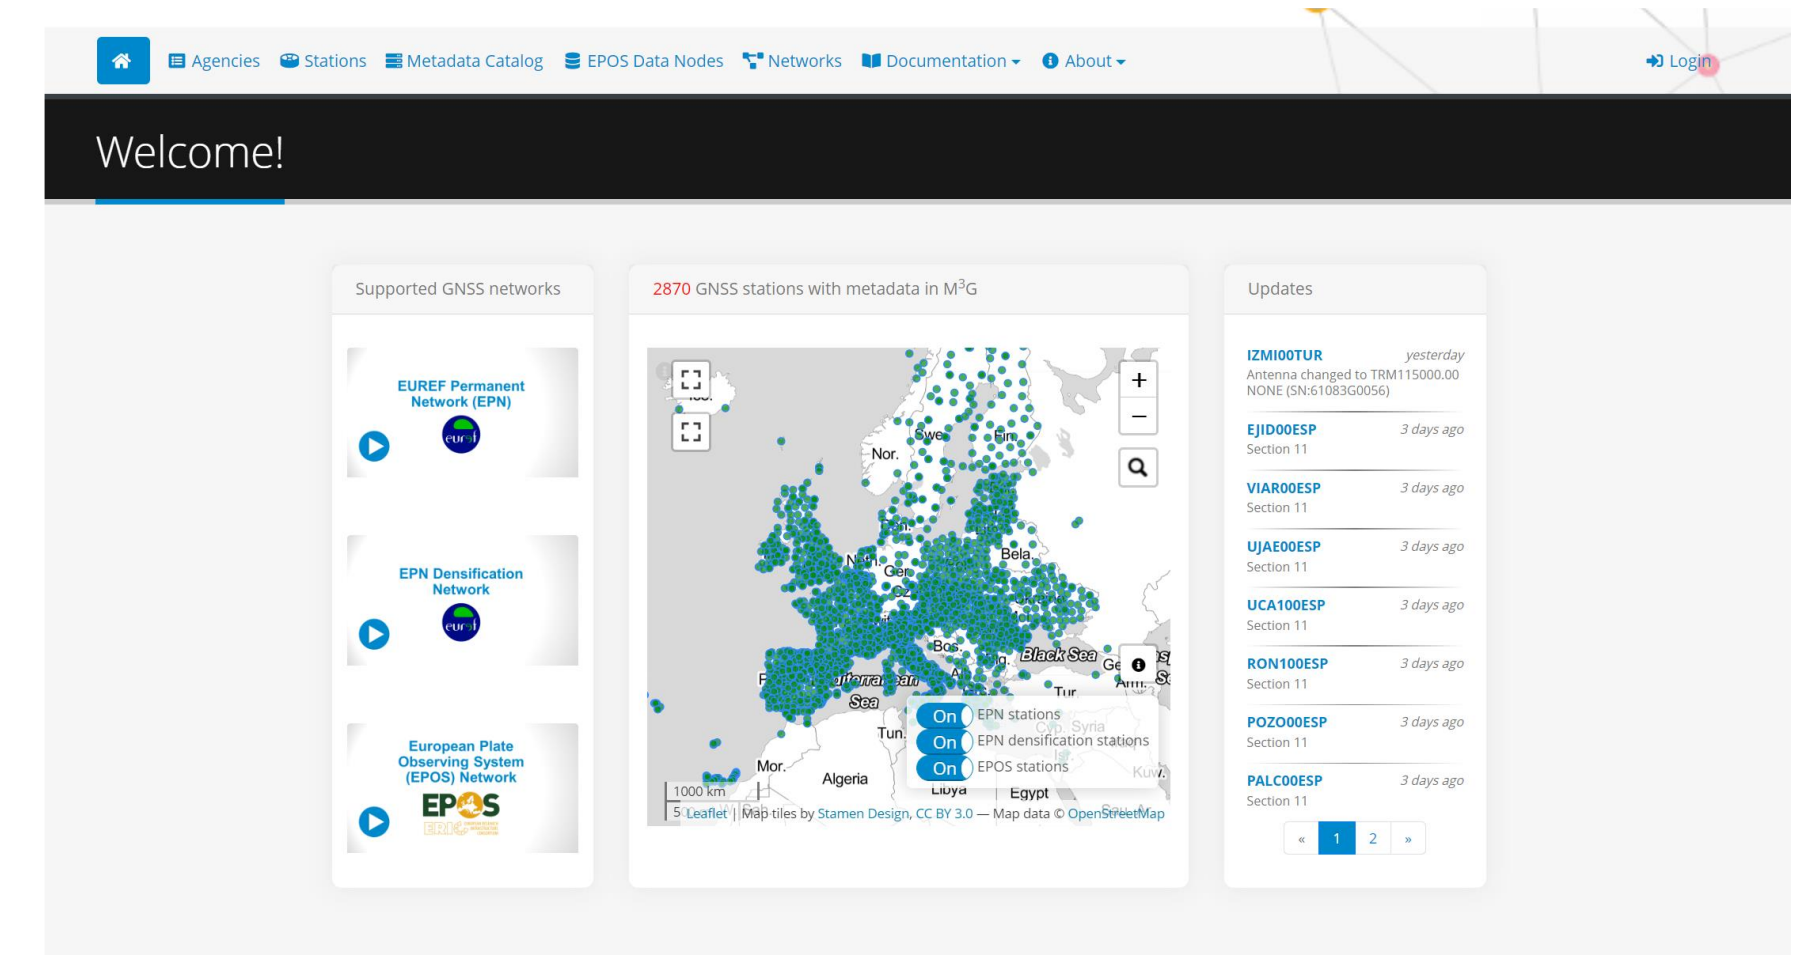 Agencies Stations Metadata Catalog EPOS Data Nodes Networks Documentation About Login
Welcome!
Supported GNSS networks
EUREF Permanent
Network (EPN)
EPN Densification
Network
European Plate
Observing System
(EPOS) Network
EPOS
ERIC
2870 GNSS stations with metadata in M³G
Swe.
Fin.
Nor.
Bela.
Ger.
Ukraine
Bos.
Black Sea
Sea
Tur.
Tun.
Mor.
Algeria
Libya
Egypt
Kuw.
+
−
On EPN stations
On EPN densification stations
On EPOS stations
1000 km
Leaflet | Map tiles by Stamen Design, CC BY 3.0 — Map data © OpenStreetMap
Updates
IZMI00TUR yesterday
Antenna changed to TRM115000.00
NONE (SN:61083G0056)
EJID00ESP 3 days ago
Section 11
VIAR00ESP 3 days ago
Section 11
UJAE00ESP 3 days ago
Section 11
UCA100ESP 3 days ago
Section 11
RON100ESP 3 days ago
Section 11
POZO00ESP 3 days ago
Section 11
PALC00ESP 3 days ago
Section 11
« 1 2 »